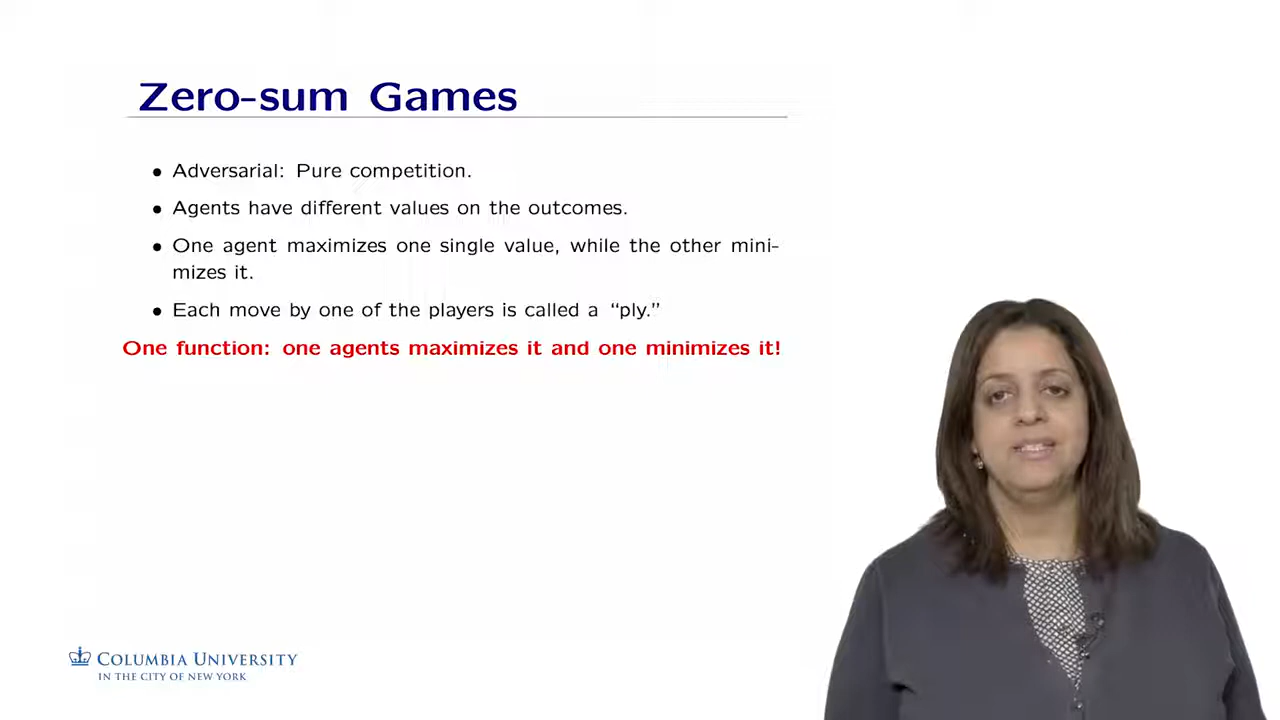 Zero-sum Games
• Adversarial: Pure competition.
• Agents have different values on the outcomes.
• One agent maximizes one single value, while the other mini-
mizes it.
• Each move by one of the players is called a “ply.”
One function: one agents maximizes it and one minimizes it!
COLUMBIA UNIVERSITY
IN THE CITY OF NEW YORK